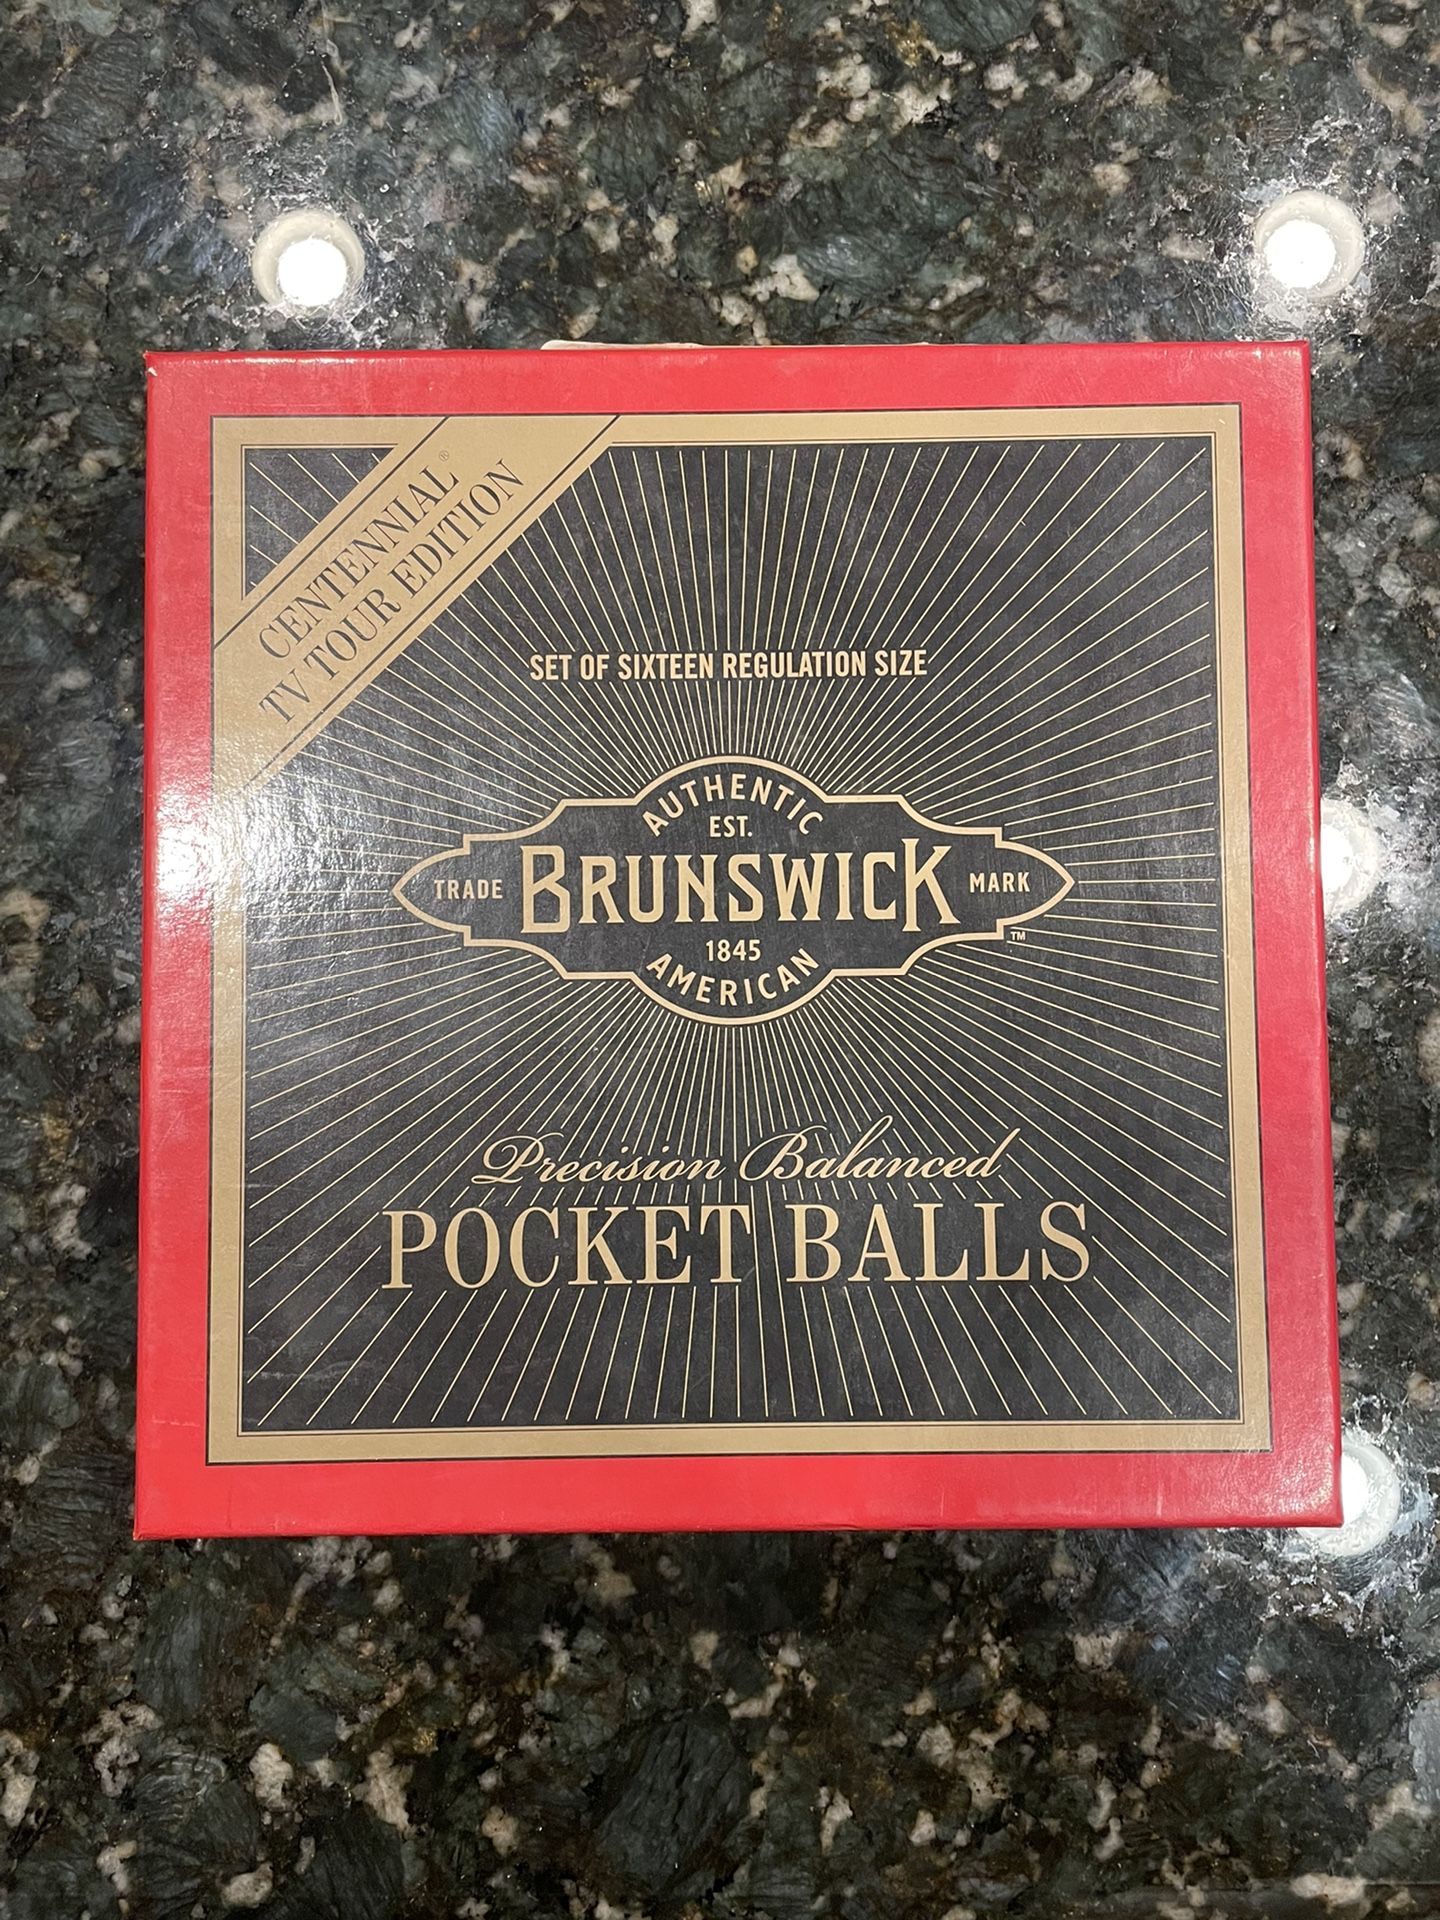 CENTENNIAL®
TV TOUR EDITION
SET OF SIXTEEN REGULATION SIZE
AUTHENTIC
EST.
TRADE BRUNSWICK MARK
™
1845
AMERICAN
Precision Balanced
POCKET BALLS